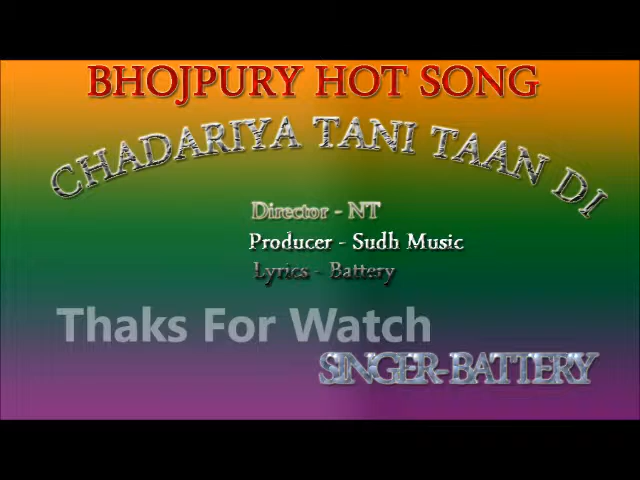 BHOJPURY HOT SONG
CHADARIYA TANI TAAN DI
Director - NT
Producer - Sudh Music
Lyrics - Battery
Thaks For Watch
SINGER-BATTERY